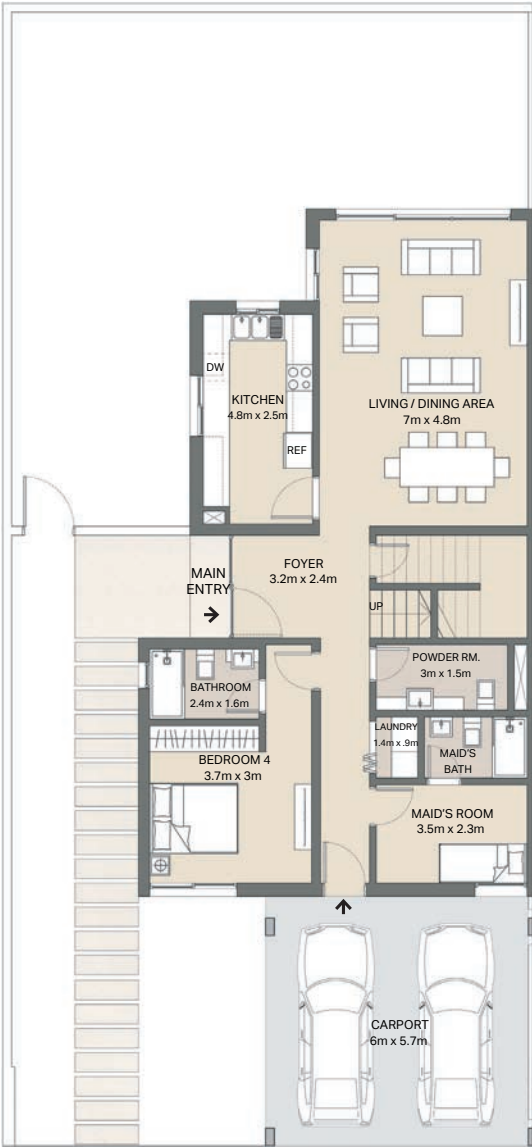 DW
KITCHEN
4.8m x 2.5m
REF
LIVING / DINING AREA
7m x 4.8m
MAIN
ENTRY
FOYER
3.2m x 2.4m
UP
BATHROOM
2.4m x 1.6m
POWDER RM.
3m x 1.5m
LAUNDRY
1.4m x .9m
MAID'S
BATH
BEDROOM 4
3.7m x 3m
MAID'S ROOM
3.5m x 2.3m
CARPORT
6m x 5.7m